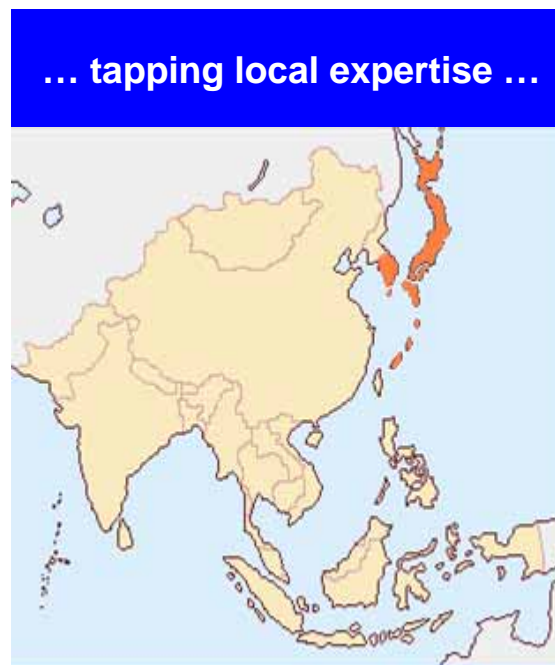 … tapping local expertise …